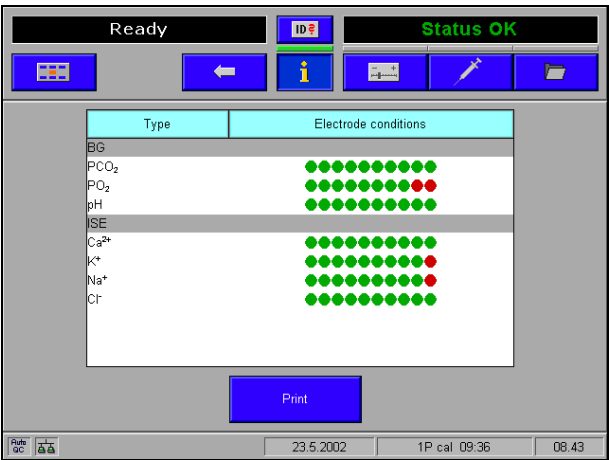 Ready
ID?
Status OK
i
Type
Electrode conditions
BG
PCO₂
PO₂
pH
ISE
Ca²⁺
K⁺
Na⁺
Cl⁻
Print
Auto
QC
23.5.2002
1P cal 09:36
08.43